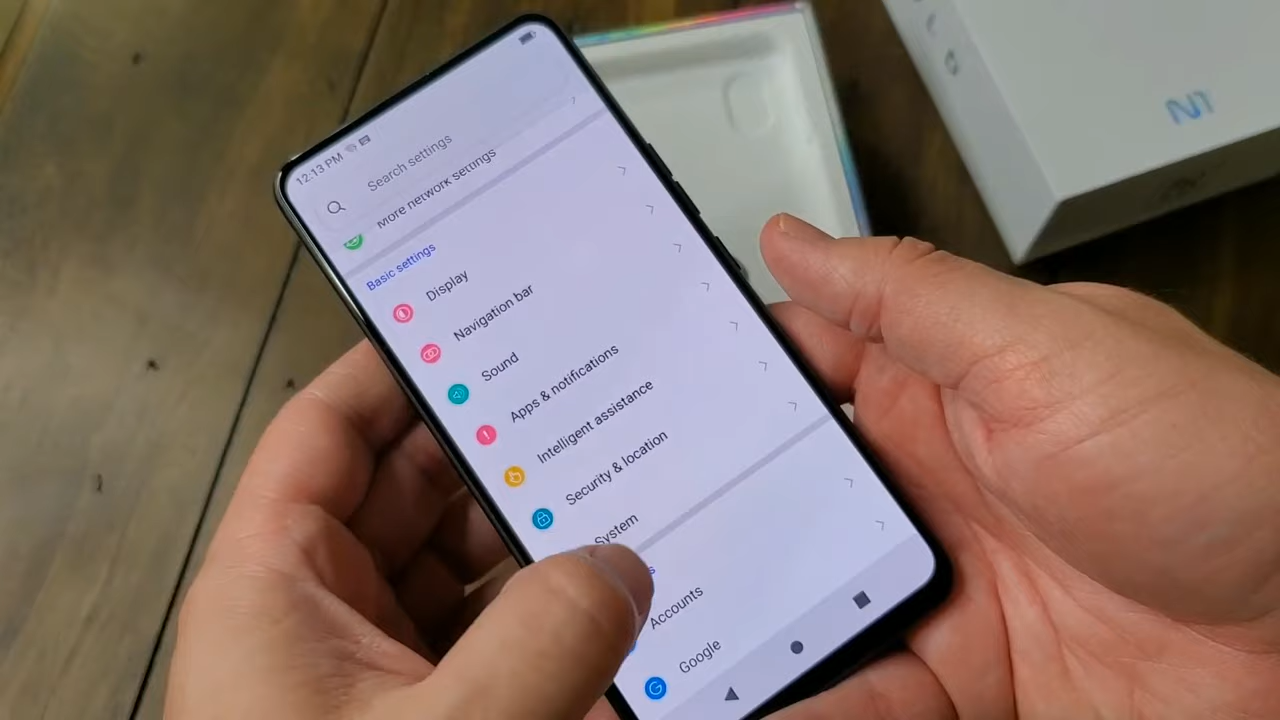 12:13 PM
Search settings
More network settings
Basic settings
Display
Navigation bar
Sound
Apps & notifications
Intelligent assistance
Security & location
System
s
Accounts
Google
N1